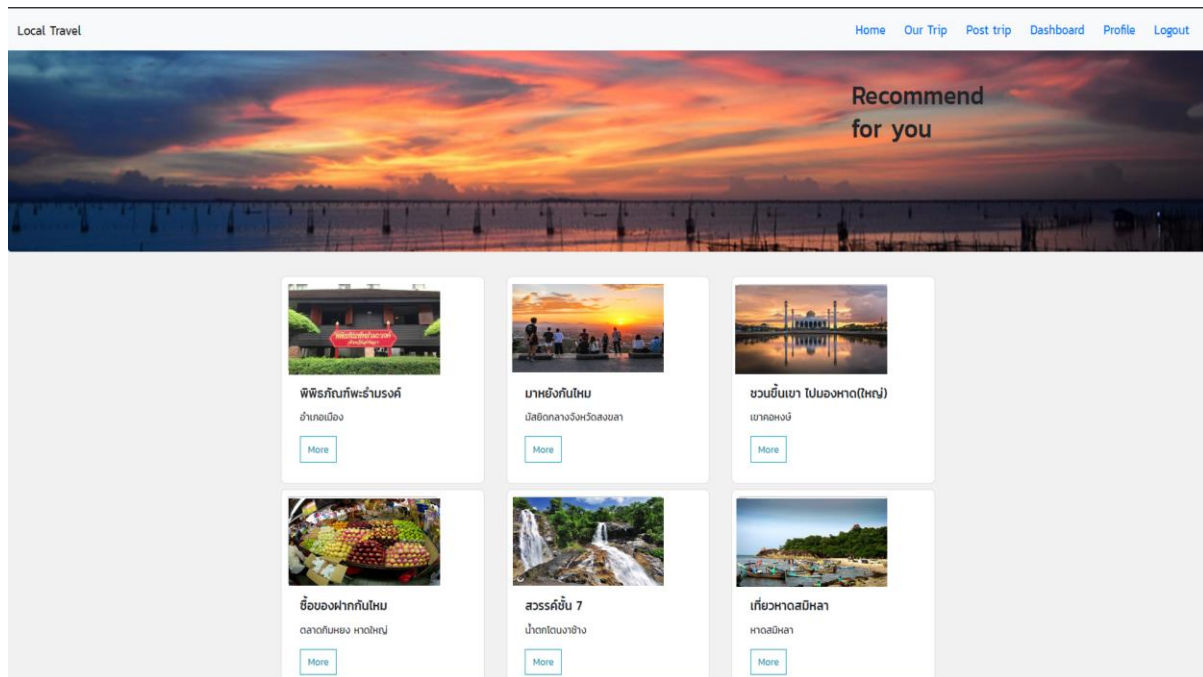 Local Travel
Home Our Trip Post trip Dashboard Profile Logout
Recommend
for you
พิพิธภัณฑ์พะธำมรงค์
อำเภอเมือง
More
มาหยังกันไหม
มัสยิดกลางจังหวัดสงขลา
More
ชวนขึ้นเขา ไปมองหาด(ใหญ่)
เขาคอหงษ์
More
ซื้อของฝากกันไหม
ตลาดกิมหยง หาดใหญ่
More
สวรรค์ชั้น 7
น้ำตกโตนงาช้าง
More
เที่ยวหาดสมิหลา
หาดสมิหลา
More